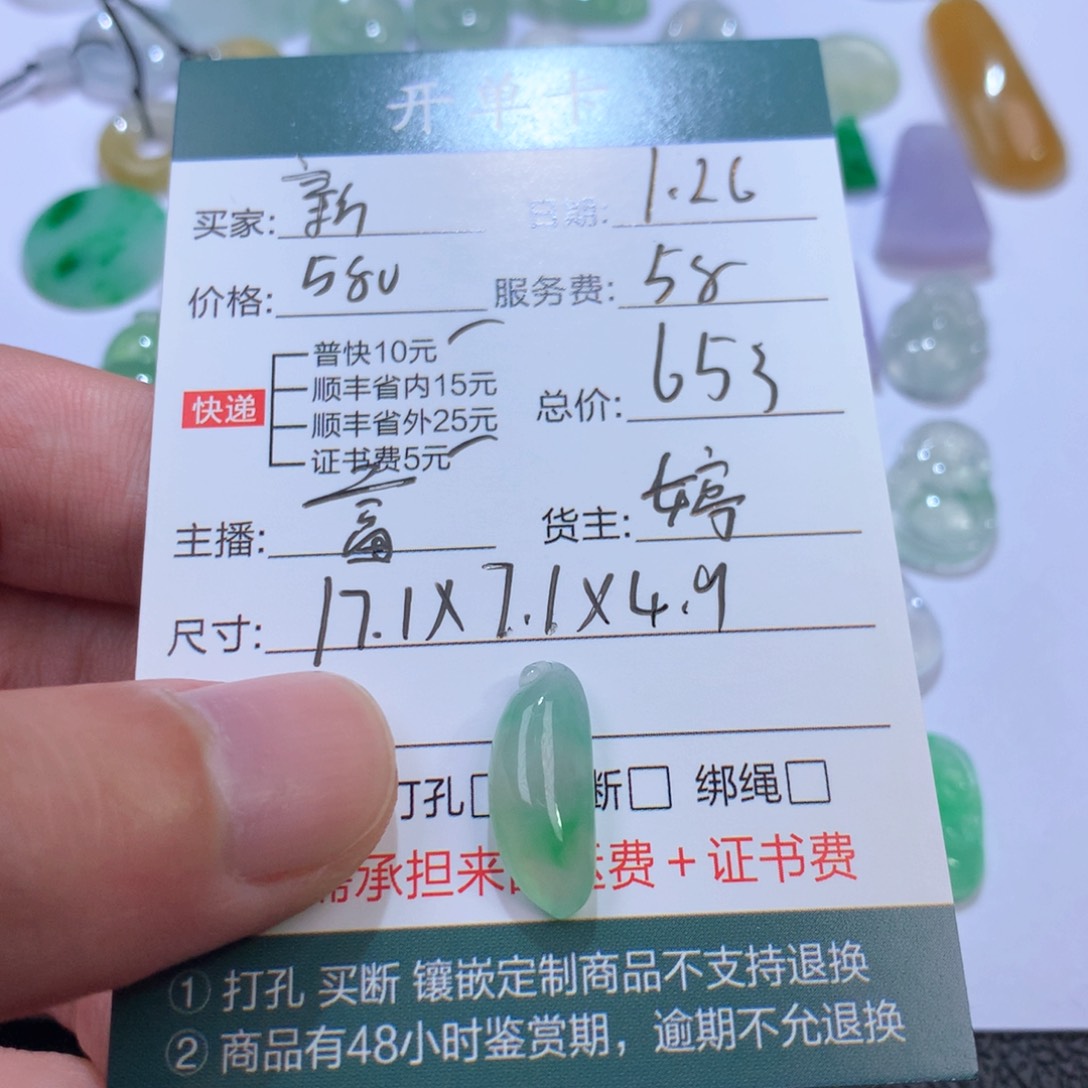 开单卡
买家: 新 日期: 1.26
价格: 580 服务费: 58
普快10元
顺丰省内15元
快递 顺丰省外25元 总价: 653
证书费5元
主播: 货主: 婷
尺寸: 17.1X7.1X4.9
打孔□ 断□ 绑绳□
需承担来 运费+证书费
① 打孔 买断 镶嵌定制商品不支持退换
② 商品有48小时鉴赏期，逾期不允退换